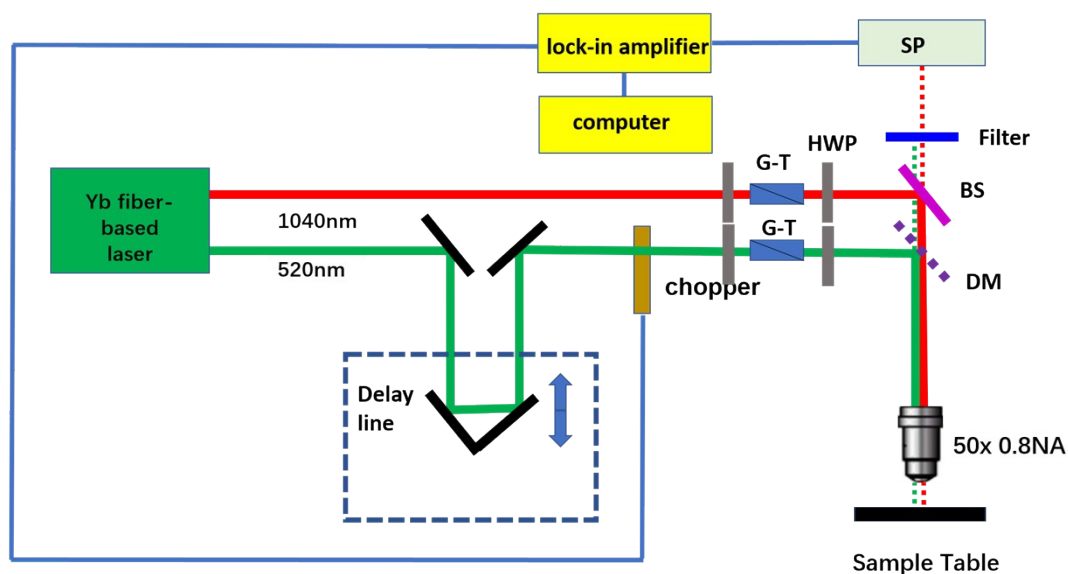 lock-in amplifier
SP
computer
Filter
HWP
G-T
BS
Yb fiber-
based
laser
1040nm
G-T
520nm
DM
chopper
Delay
line
50x 0.8NA
Sample Table